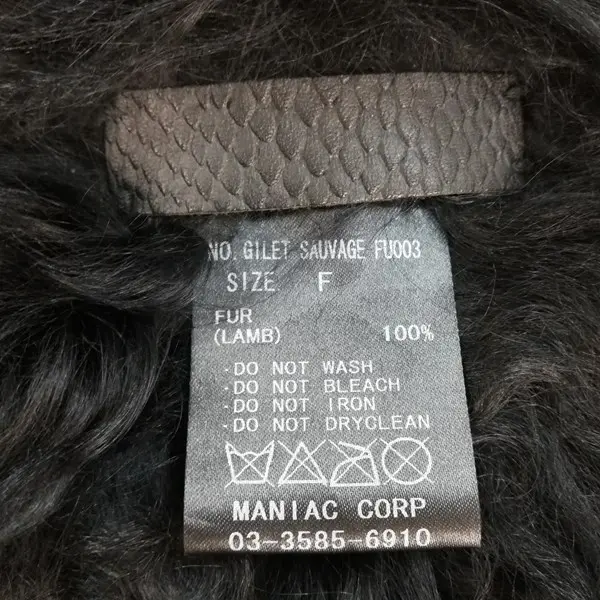 NO. GILET SAUVAGE FU003
SIZE F
FUR
(LAMB) 100%
·DO NOT WASH
·DO NOT BLEACH
·DO NOT IRON
·DO NOT DRYCLEAN
MANIAC CORP
03-3585-6910